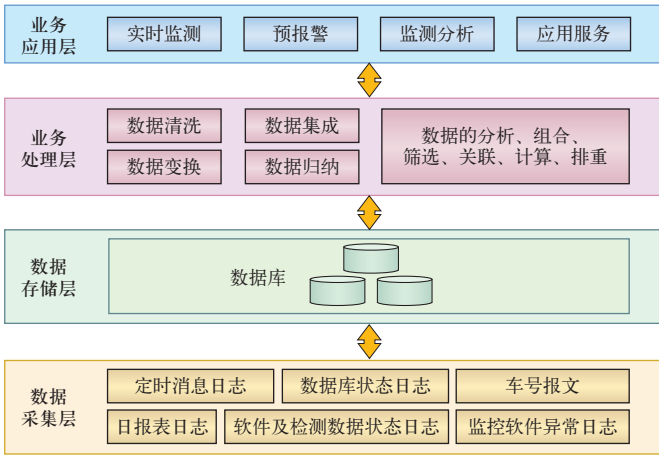 业务
应用层
实时监测
预报警
监测分析
应用服务
业务
处理层
数据清洗
数据集成
数据变换
数据归纳
数据的分析、组合、
筛选、关联、计算、排重
数据
存储层
数据库
数据
采集层
定时消息日志
数据库状态日志
车号报文
日报表日志
软件及检测数据状态日志
监控软件异常日志